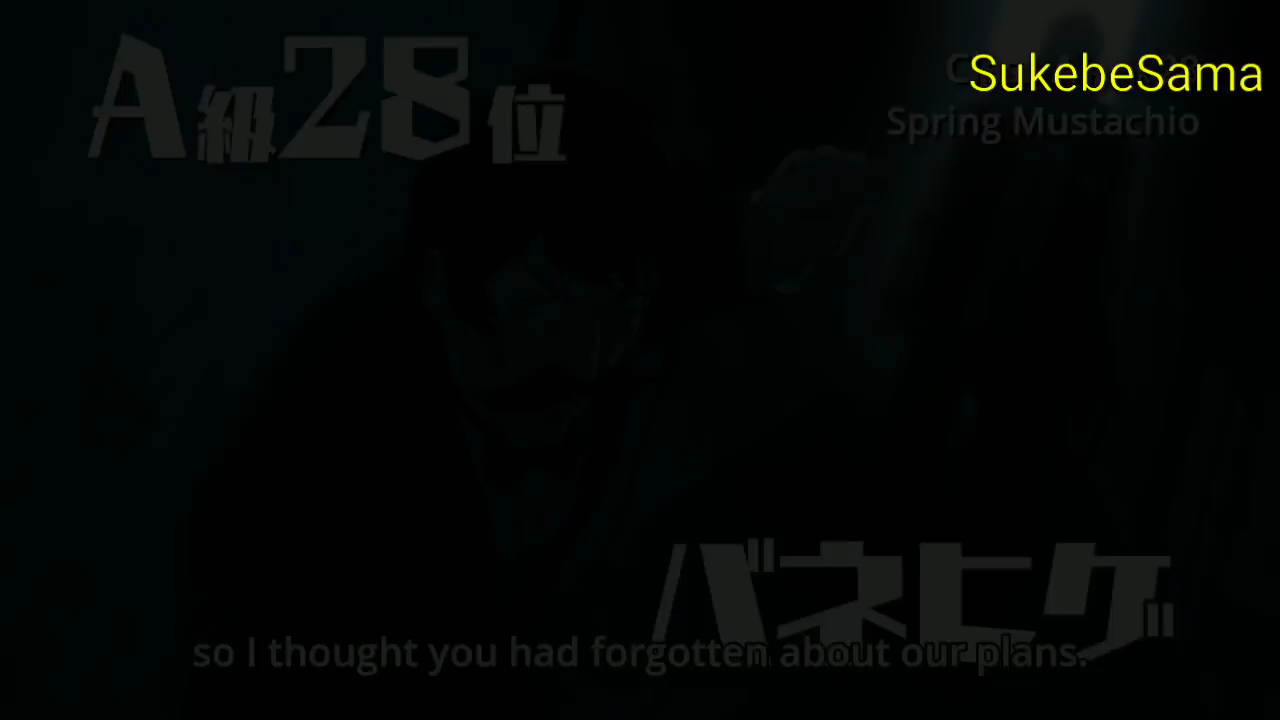 A級28位
SukebeSama
Spring Mustachio
バネヒゲ
so I thought you had forgotten about our plans.